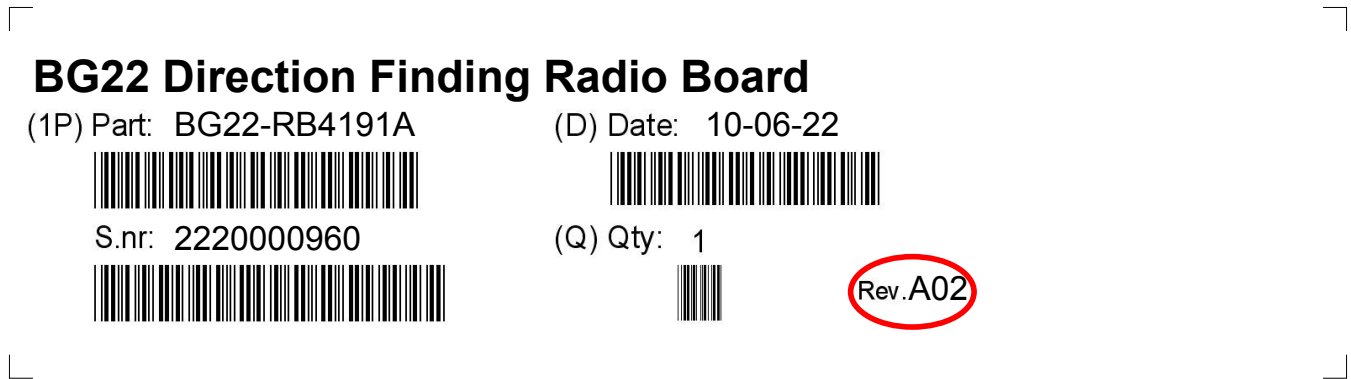 BG22 Direction Finding Radio Board
(1P) Part: BG22-RB4191A
(D) Date: 10-06-22
S.nr: 2220000960
(Q) Qty: 1
Rev.A02